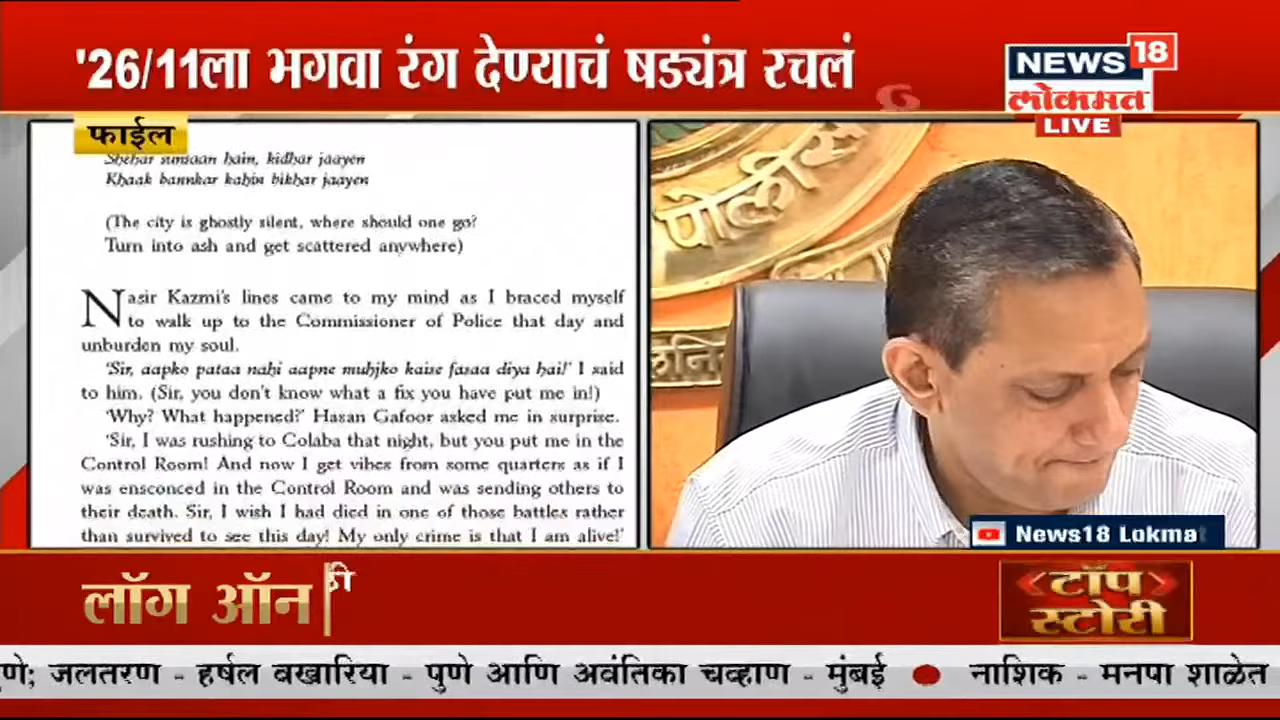 '26/11ला भगवा रंग देण्याचं षड्यंत्र रचलं
NEWS 18
लोकमत
LIVE
फाईल
Shehar sunsaan hain, kidhar jaayen
Khaak bannkar kahin bikhar jaayen
(The city is ghostly silent, where should one go?
Turn into ash and get scattered anywhere)
Nasir Kazmi's lines came to my mind as I braced myself
to walk up to the Commissioner of Police that day and
unburden my soul.
'Sir, aapko pataa nahi aapne muhjko kaise fasaa diya hai!' I said
to him. (Sir, you don't know what a fix you have put me in!)
'Why? What happened?' Hasan Gafoor asked me in surprise.
'Sir, I was rushing to Colaba that night, but you put me in the
Control Room! And now I get vibes from some quarters as if I
was ensconced in the Control Room and was sending others to
their death. Sir, I wish I had died in one of those battles rather
than survived to see this day! My only crime is that I am alive!'
पोलीस
News18 Lokma
लॉग ऑन
टॉप
स्टोरी
णे; जलतरण - हर्षल वखारिया - पुणे आणि अवंतिका चव्हाण - मुंबई ● नाशिक - मनपा शाळेत